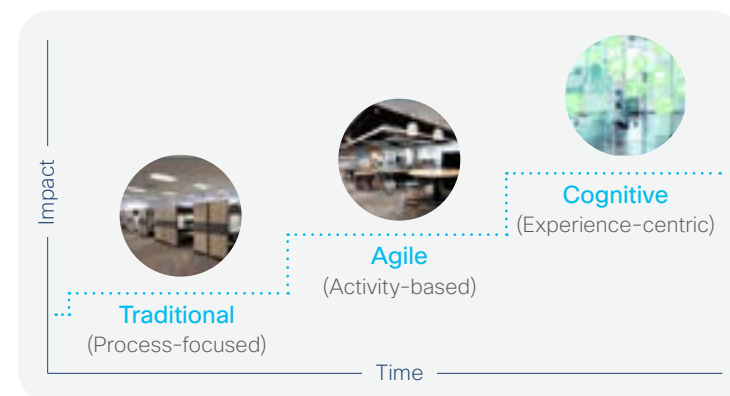 Impact
Cognitive
(Experience-centric)
Agile
(Activity-based)
Traditional
(Process-focused)
Time